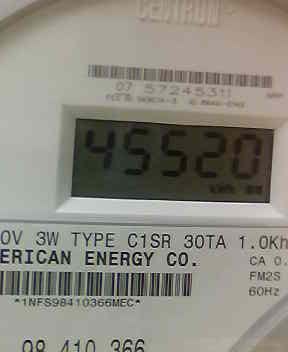 CENTRON
07 57245311
45520
kWh
0V 3W TYPE C1SR 30TA 1.0Kh
ERICAN ENERGY CO.
CA 0.
FM2S
60Hz
*1NFS98410366MEC*
98 410 366